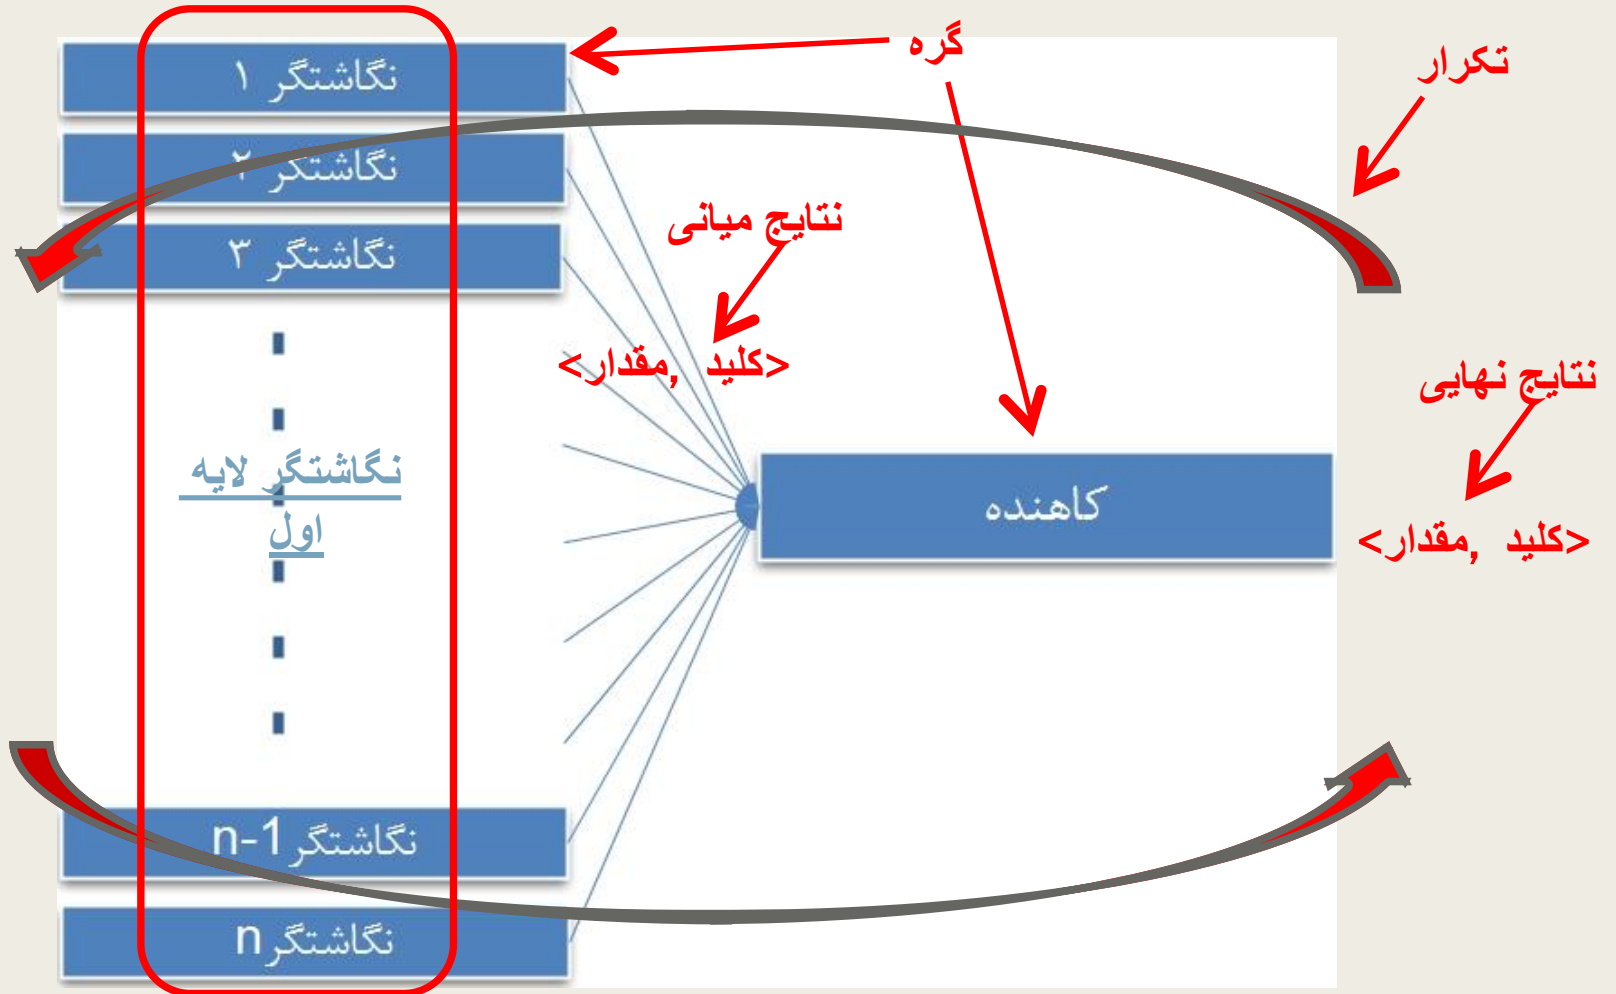 گره
تکرار
نگاشتگر ۱
نگاشتگر ۲
نگاشتگر ۳
نتایج میانی
<کلید ,مقدار>
نتایج نهایی
<کلید ,مقدار>
نگاشتگر لایه
اول
کاهنده
نگاشتگر n-1
نگاشتگر n